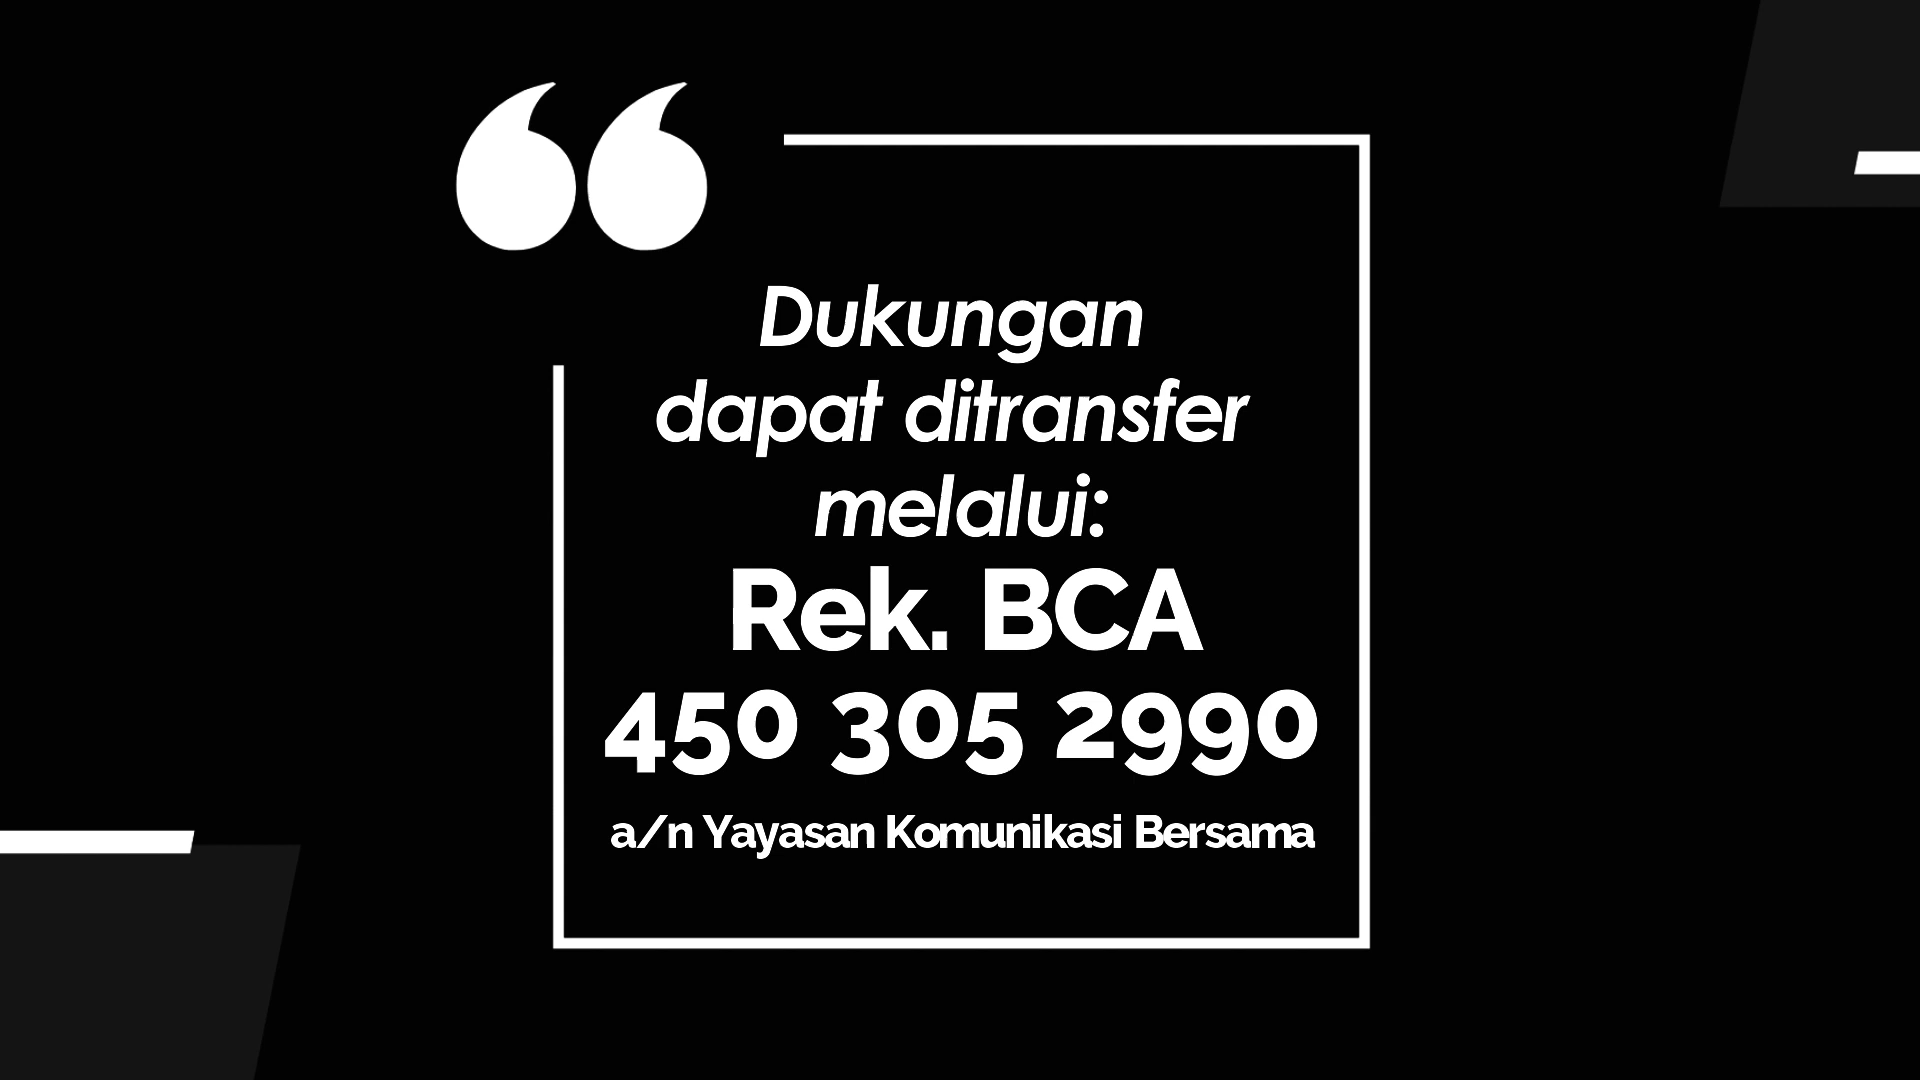 Dukungan
dapat ditransfer
melalui:
Rek. BCA
450 305 2990
a/n Yayasan Komunikasi Bersama